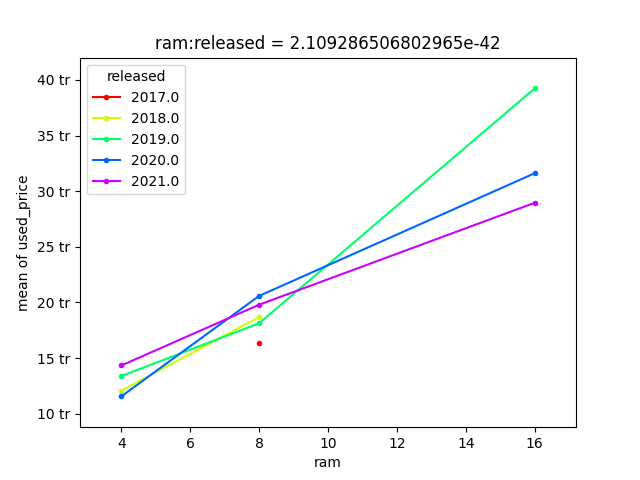 ram:released = 2.109286506802965e-42
released
2017.0
2018.0
2019.0
2020.0
2021.0
mean of used_price
40 tr
35 tr
30 tr
25 tr
20 tr
15 tr
10 tr
4 6 8 10 12 14 16
ram